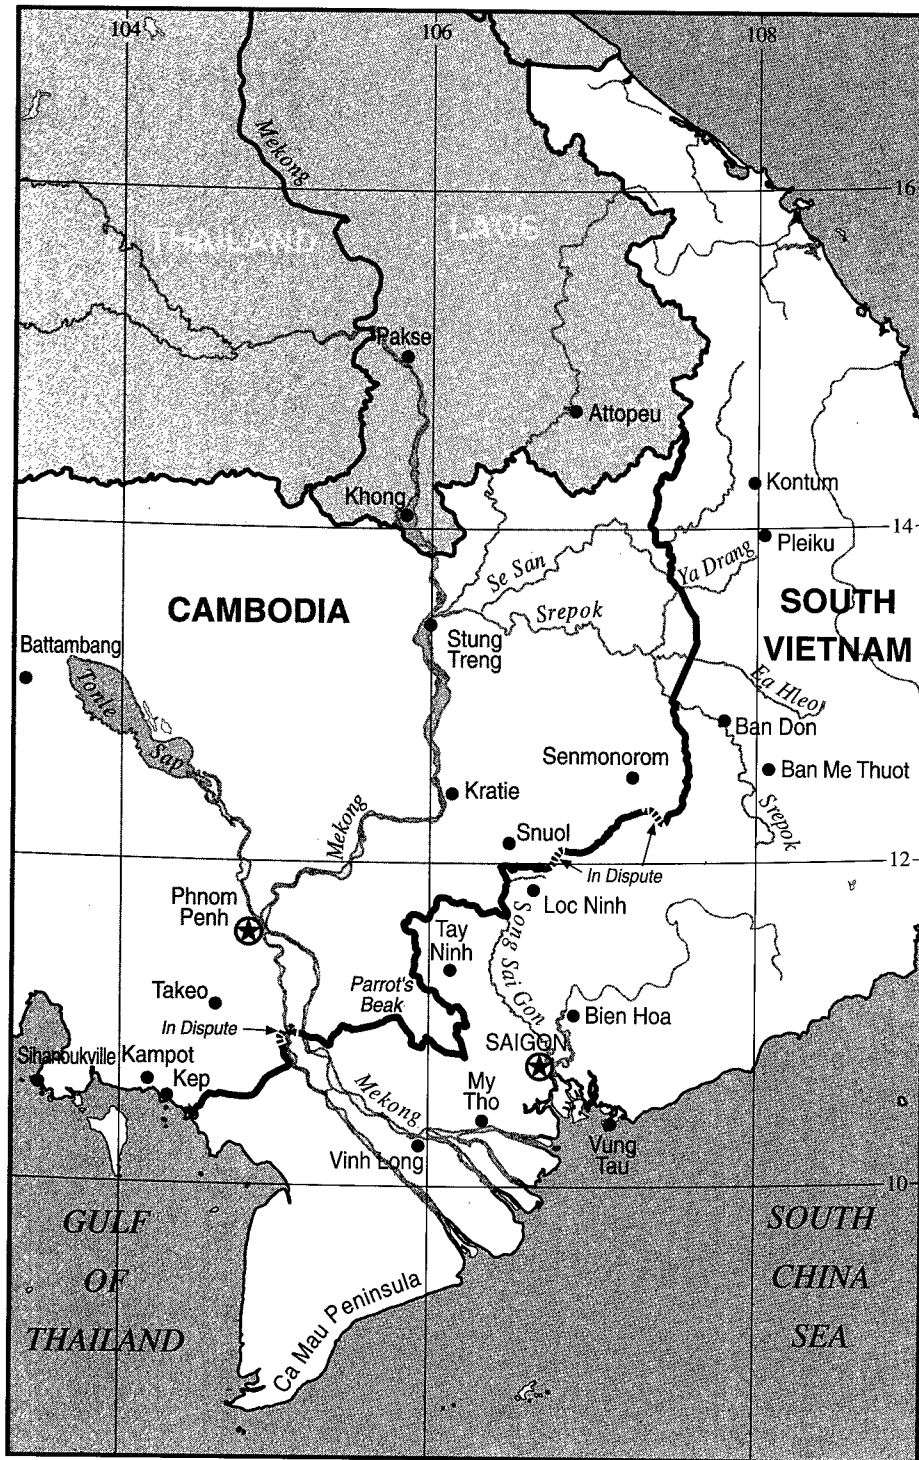 104
106
108
Mekong
16
THAILAND
LAOS
Pakse
Attopeu
Khong
Kontum
14
Pleiku
Se San
Ya Drang
CAMBODIA
Srepok
SOUTH
VIETNAM
Battambang
Stung
Treng
Tonle
Sap
Ea Hleo
Ban Don
Senmonorom
Ban Me Thuot
Kratie
Srepok
Mekong
Snuol
12
In Dispute
Phnom
Penh
Loc Ninh
Tay
Ninh
Song Sai Gon
Parrot's
Beak
Takeo
In Dispute
Bien Hoa
SAIGON
Sihanoukville
Kampot
Kep
Mekong
My
Tho
Vinh Long
Vung
Tau
10
GULF
OF
THAILAND
SOUTH
CHINA
SEA
Ca Mau Peninsula